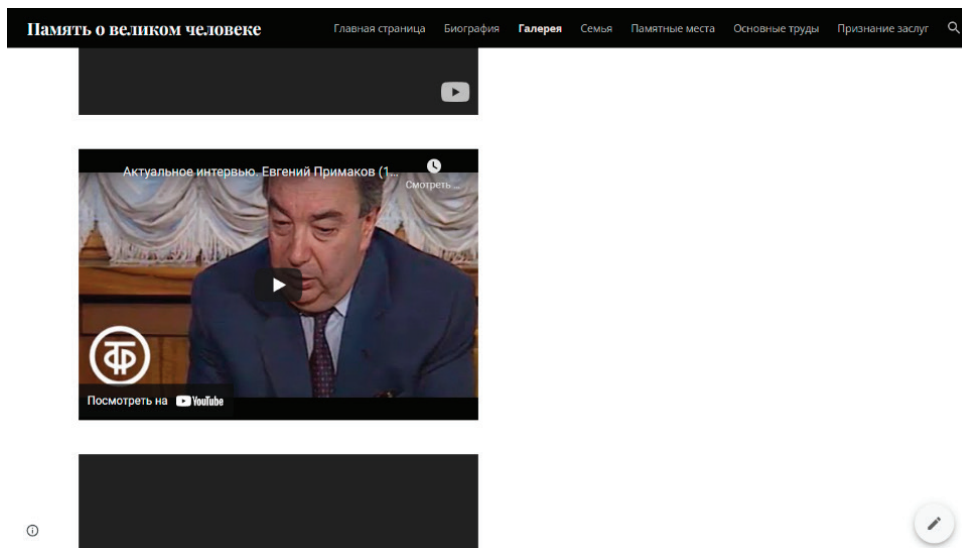 Память о великом человеке
Главная страница Биография Галерея Семья Памятные места Основные труды Признание заслуг
Актуальное интервью. Евгений Примаков (1...
Смотреть ...
Посмотреть на YouTube